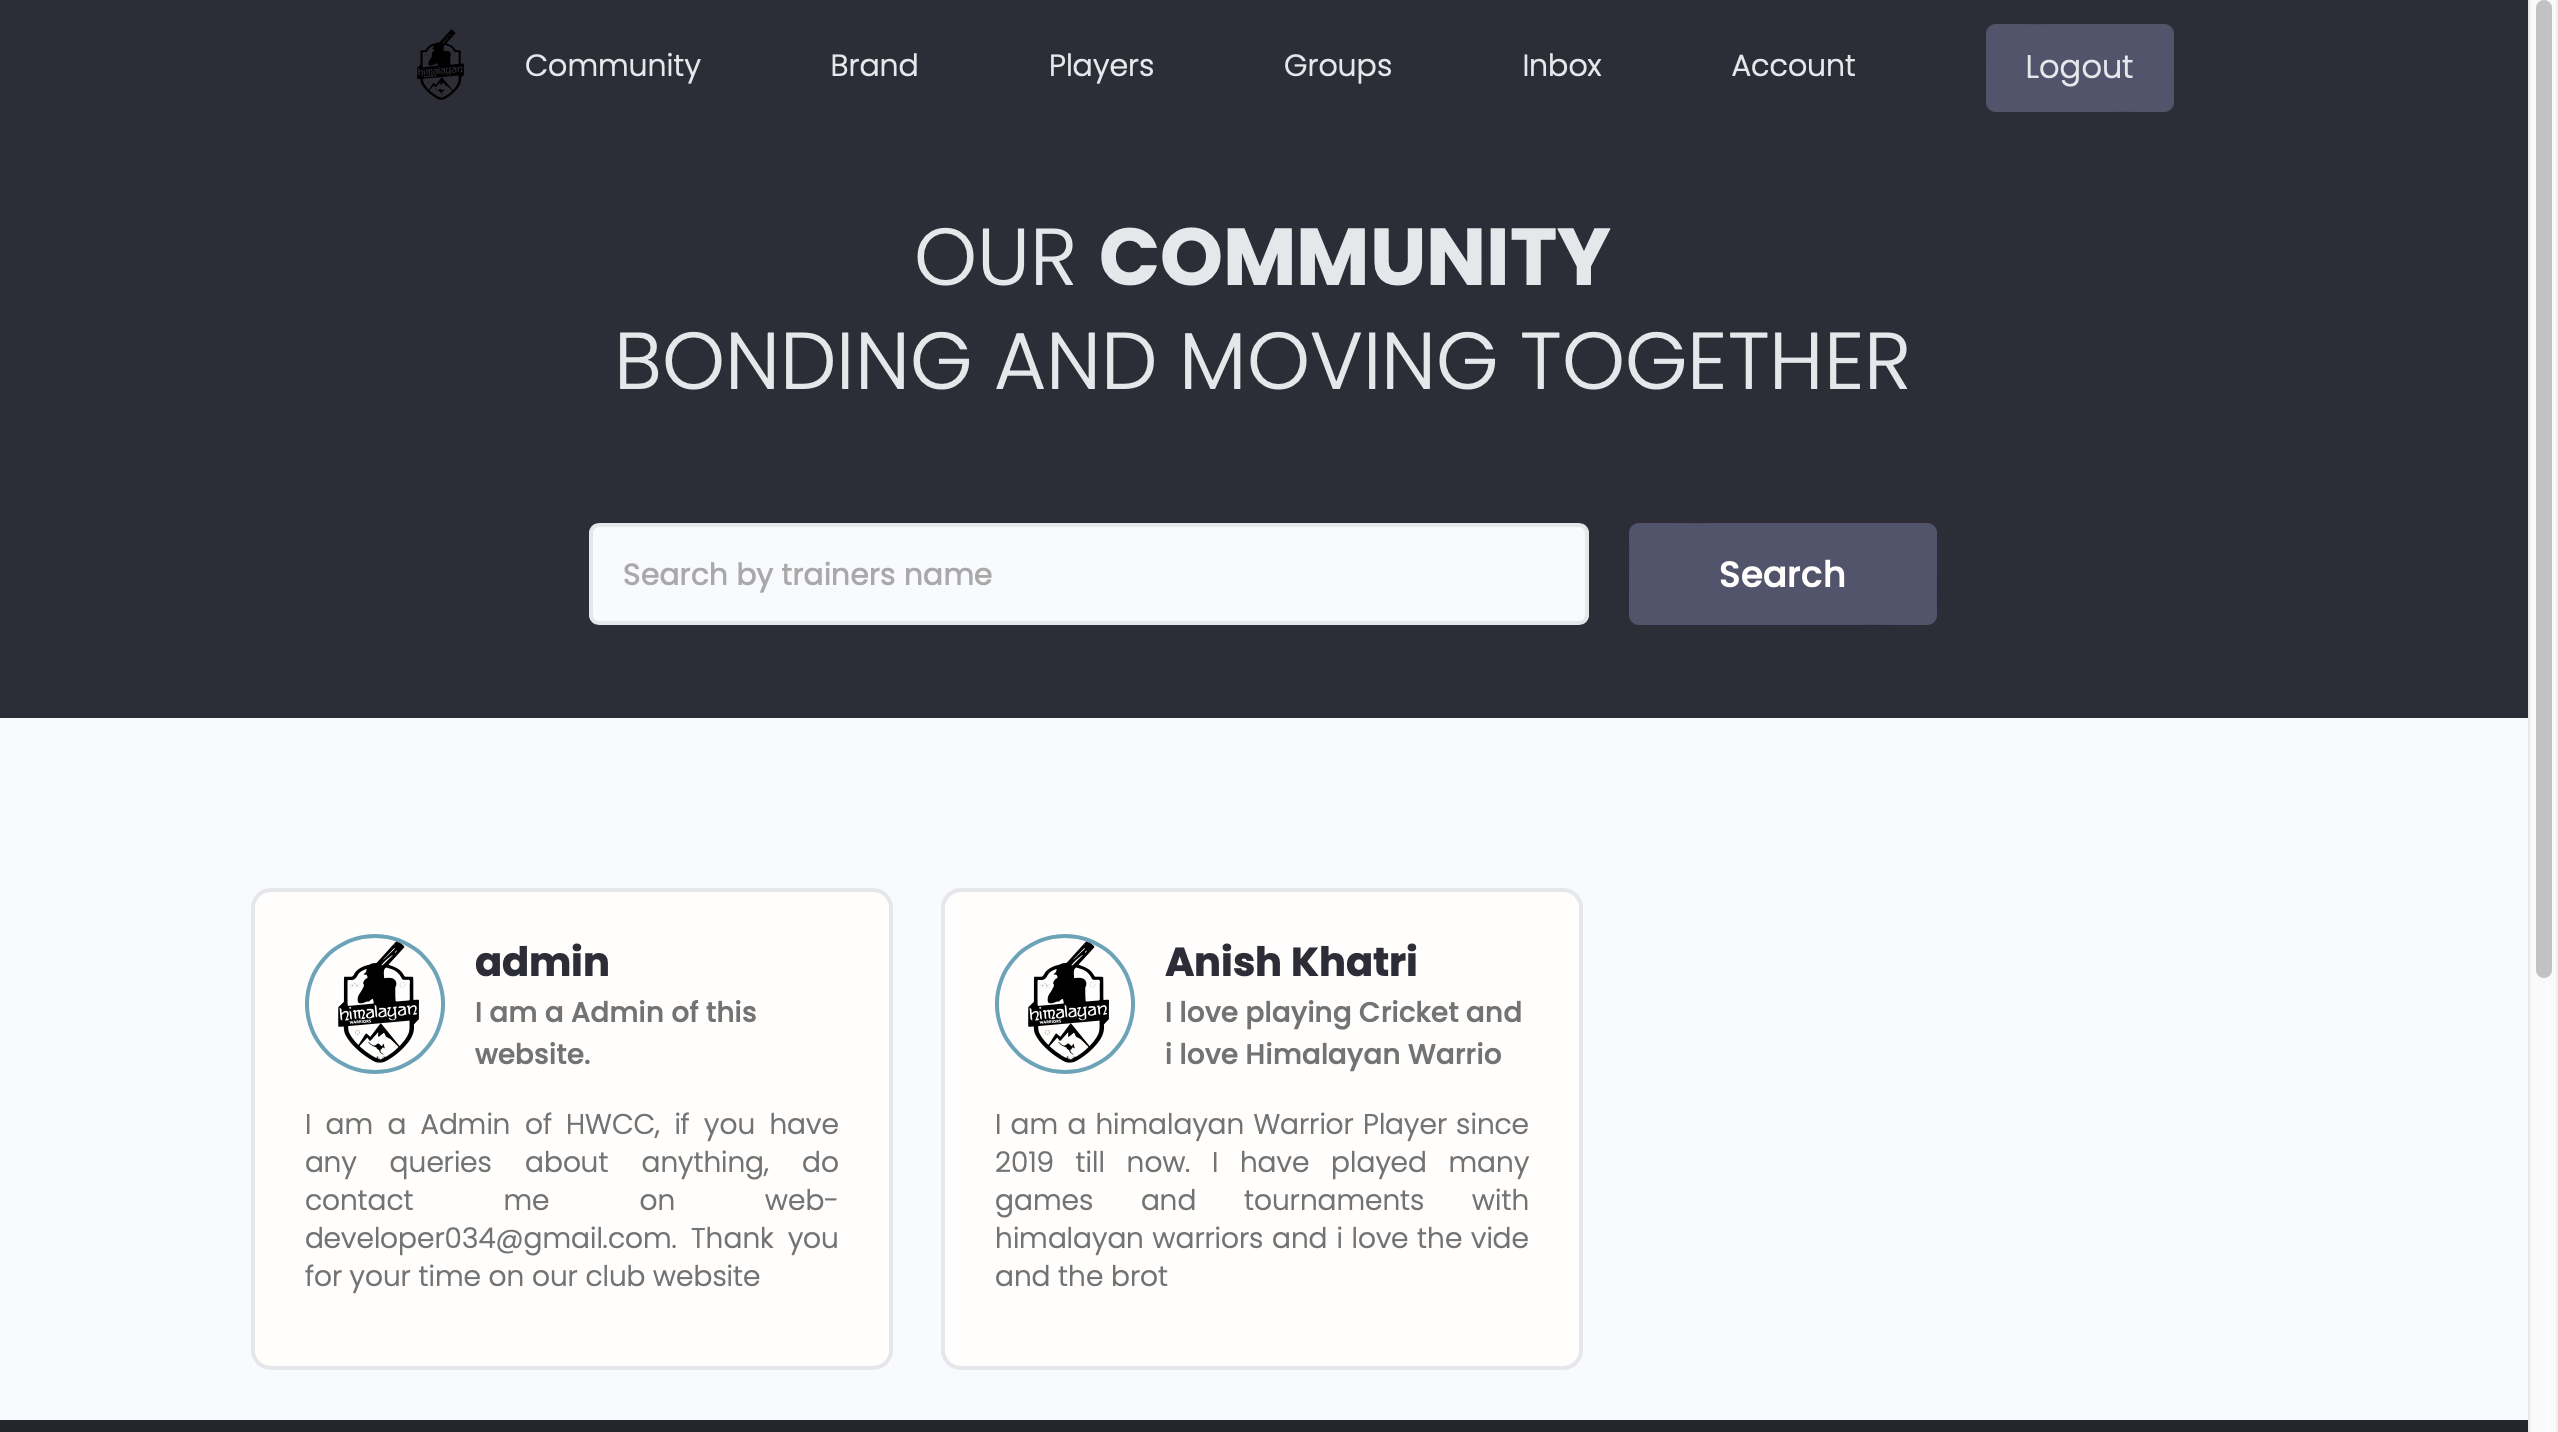 himalayan
Community
Brand
Players
Groups
Inbox
Account
Logout
OUR COMMUNITY
BONDING AND MOVING TOGETHER
Search by trainers name
Search
himalayan
WARRIORS
admin
I am a Admin of this
website.
I am a Admin of HWCC, if you have
any queries about anything, do
contact me on web-
developer034@gmail.com. Thank you
for your time on our club website
himalayan
WARRIORS
Anish Khatri
I love playing Cricket and
i love Himalayan Warrio
I am a himalayan Warrior Player since
2019 till now. I have played many
games and tournaments with
himalayan warriors and i love the vide
and the brot